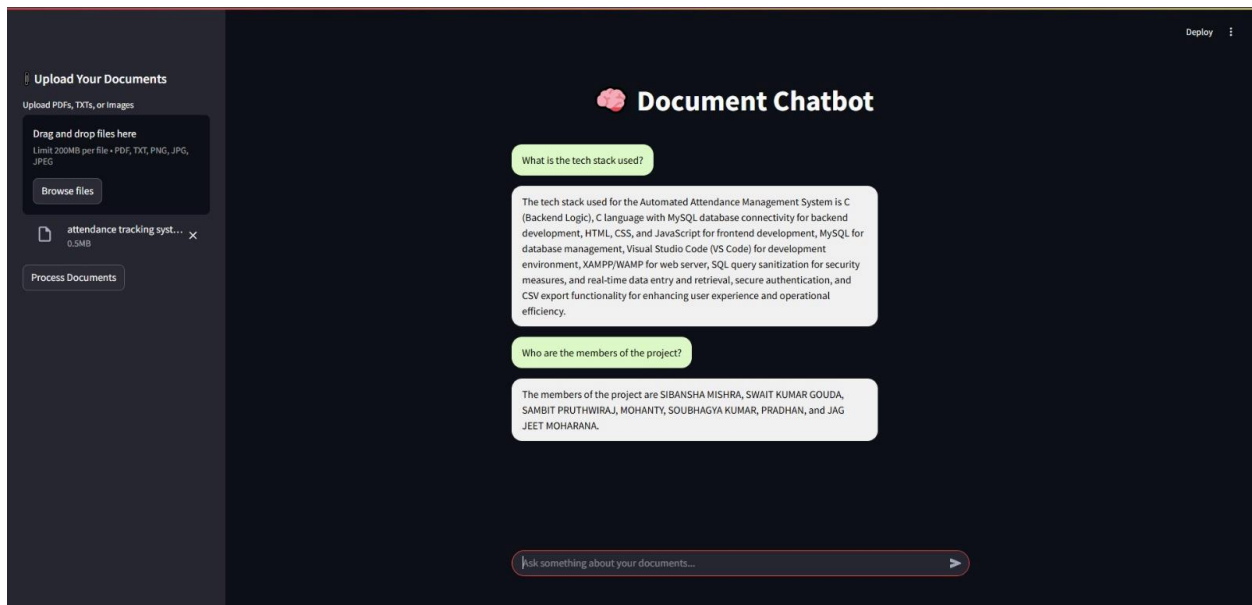 Deploy
Upload Your Documents
Upload PDFs, TXTs, or Images
Drag and drop files here
Limit 200MB per file • PDF, TXT, PNG, JPG,
JPEG
Browse files
attendance tracking syst...
0.5MB
Process Documents
Document Chatbot
What is the tech stack used?
The tech stack used for the Automated Attendance Management System is C
(Backend Logic), C language with MySQL database connectivity for backend
development, HTML, CSS, and JavaScript for frontend development, MySQL for
database management, Visual Studio Code (VS Code) for development
environment, XAMPP/WAMP for web server, SQL query sanitization for security
measures, and real-time data entry and retrieval, secure authentication, and
CSV export functionality for enhancing user experience and operational
efficiency.
Who are the members of the project?
The members of the project are SIBANSHA MISHRA, SWAIT KUMAR GOUDA,
SAMBIT PRUTHWIRAJ, MOHANTY, SOUBHAGYA KUMAR, PRADHAN, and JAG
JEET MOHARANA.
Ask something about your documents...